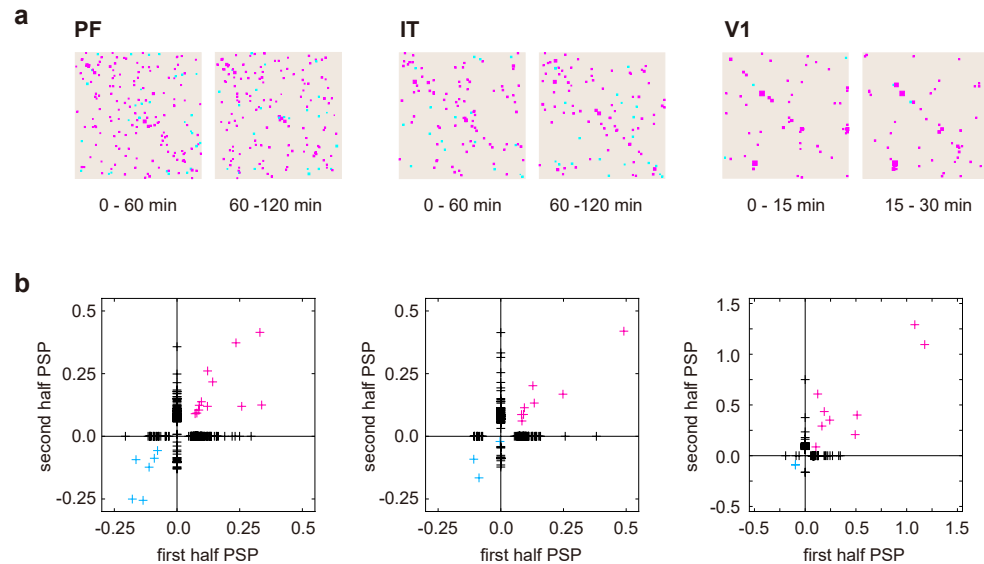 a
PF
IT
V1
0 - 60 min
60 -120 min
0 - 60 min
60 -120 min
0 - 15 min
15 - 30 min
b
second half PSP
0.5
0.25
0.0
-0.25
-0.25
0.0
0.25
0.5
first half PSP
second half PSP
0.5
0.25
0.0
-0.25
-0.25
0.0
0.25
0.5
first half PSP
second half PSP
1.5
1.0
0.5
0.0
-0.5
-0.5
0.0
0.5
1.0
1.5
first half PSP